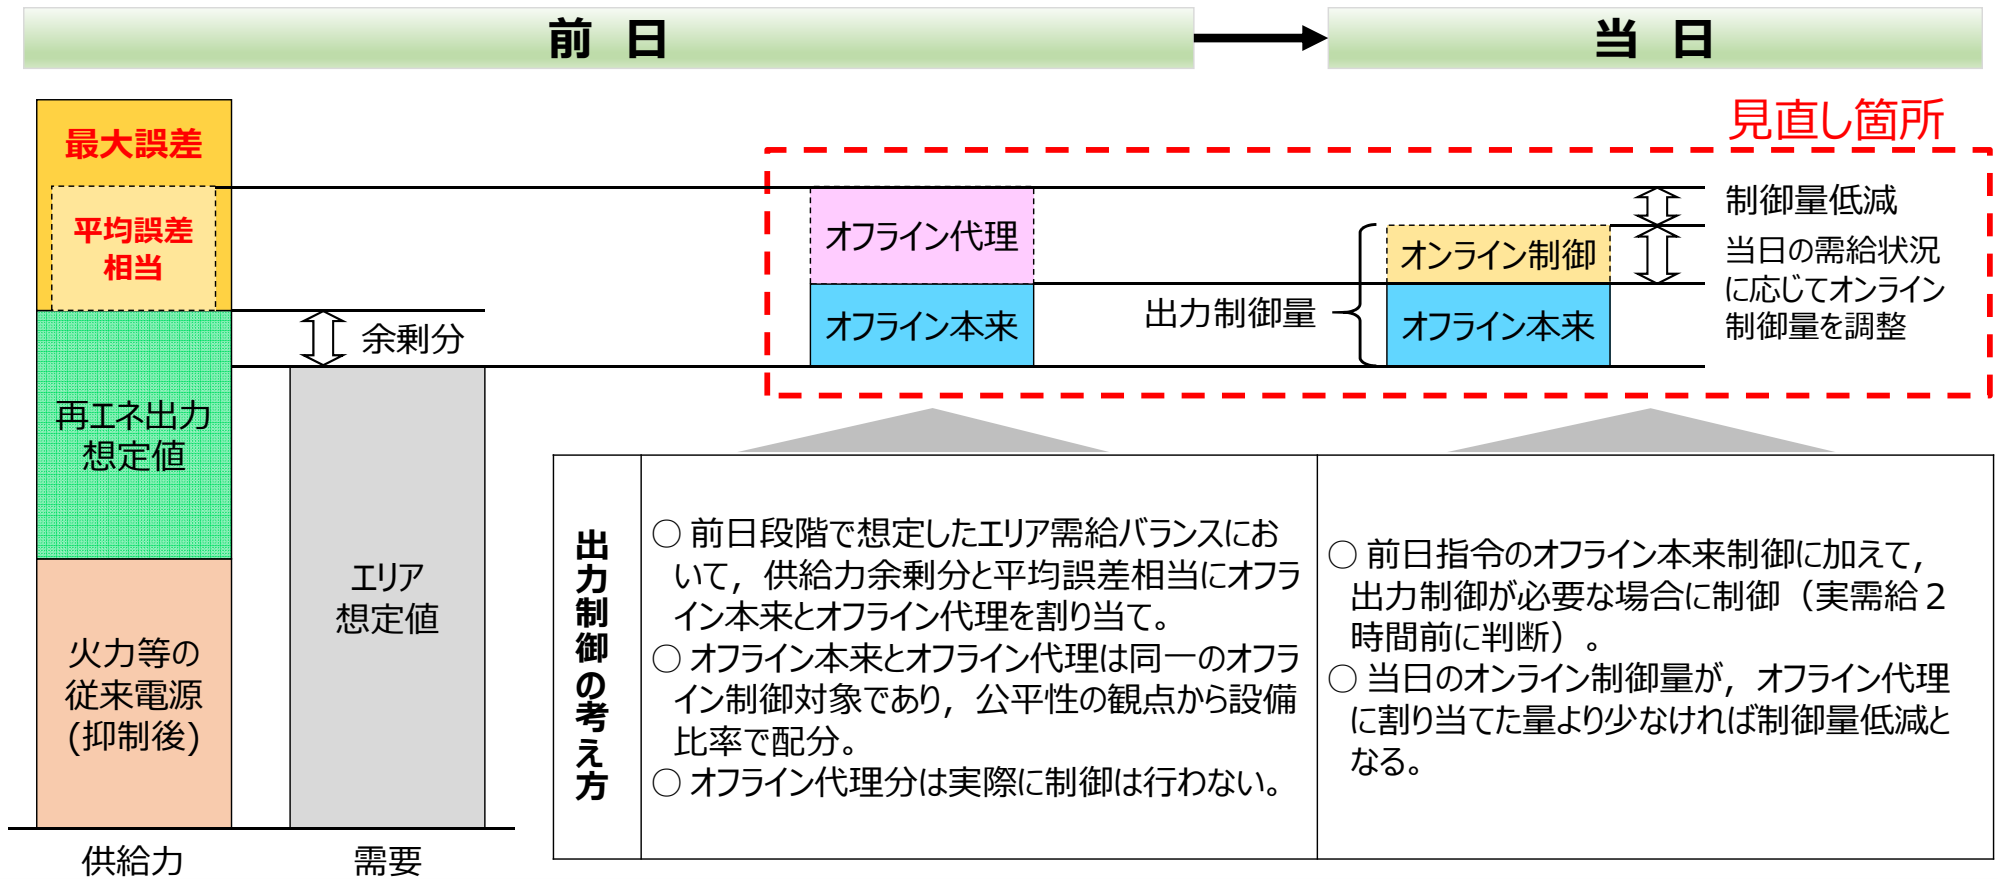 前 日
当 日
見直し箇所
最大誤差
平均誤差
相当
再エネ出力
想定値
火力等の
従来電源
(抑制後)
供給力
余剰分
エリア
想定値
需要
オフライン代理
オフライン本来
出力制御量
オンライン制御
オフライン本来
制御量低減
当日の需給状況
に応じてオンライン
制御量を調整
出力制御の考え方
○ 前日段階で想定したエリア需給バランスにお
いて，供給力余剰分と平均誤差相当にオフラ
イン本来とオフライン代理を割り当て。
○ オフライン本来とオフライン代理は同一のオフラ
イン制御対象であり，公平性の観点から設備
比率で配分。
○ オフライン代理分は実際に制御は行わない。
○ 前日指令のオフライン本来制御に加えて，
出力制御が必要な場合に制御（実需給２
時間前に判断）。
○ 当日のオンライン制御量が，オフライン代理
に割り当てた量より少なければ制御量低減と
なる。